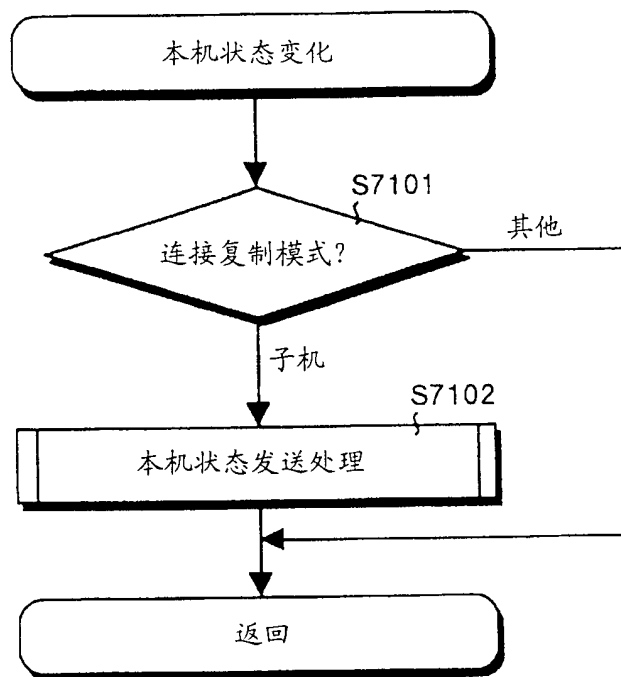 本机状态变化
S7101
连接复制模式?
其他
子机
S7102
本机状态发送处理
返回